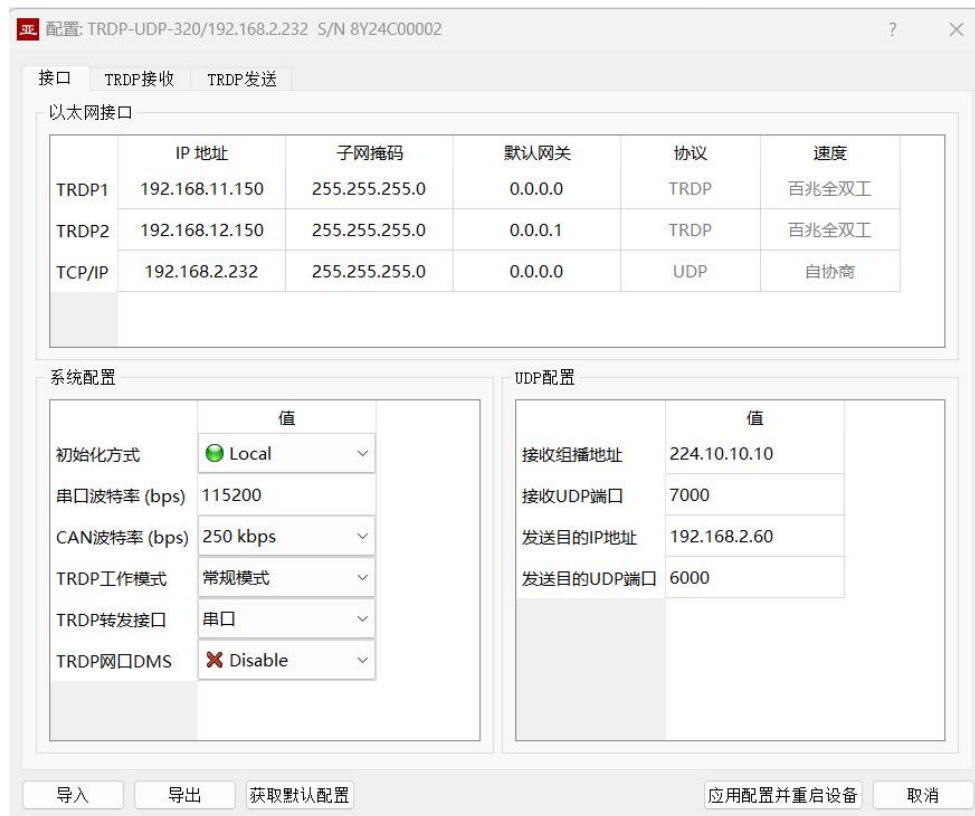 亚 配置: TRDP-UDP-320/192.168.2.232 S/N 8Y24C00002 ?
接口 TRDP接收 TRDP发送
以太网接口
IP 地址 子网掩码 默认网关 协议 速度
TRDP1 192.168.11.150 255.255.255.0 0.0.0.0 TRDP 百兆全双工
TRDP2 192.168.12.150 255.255.255.0 0.0.0.1 TRDP 百兆全双工
TCP/IP 192.168.2.232 255.255.255.0 0.0.0.0 UDP 自协商
系统配置
值
初始化方式 Local
串口波特率 (bps) 115200
CAN波特率 (bps) 250 kbps
TRDP工作模式 常规模式
TRDP转发接口 串口
TRDP网口DMS Disable
UDP配置
值
接收组播地址 224.10.10.10
接收UDP端口 7000
发送目的IP地址 192.168.2.60
发送目的UDP端口 6000
导入 导出 获取默认配置 应用配置并重启设备 取消